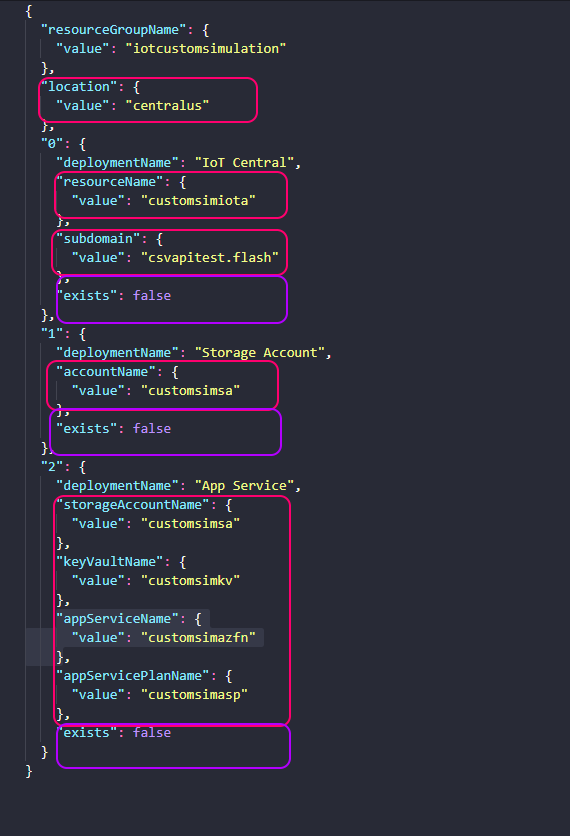 {
"resourceGroupName": {
"value": "iotcustomsimulation"
},
"location": {
"value": "centralus"
},
"0": {
"deploymentName": "IoT Central",
"resourceName": {
"value": "customsimiota"
},
"subdomain": {
"value": "csvapitest.flash"
},
"exists": false
},
"1": {
"deploymentName": "Storage Account",
"accountName": {
"value": "customsimsa"
},
"exists": false
},
"2": {
"deploymentName": "App Service",
"storageAccountName": {
"value": "customsimsa"
},
"keyVaultName": {
"value": "customsimkv"
},
"appServiceName": {
"value": "customsimazfn"
},
"appServicePlanName": {
"value": "customsimasp"
},
"exists": false
}
}